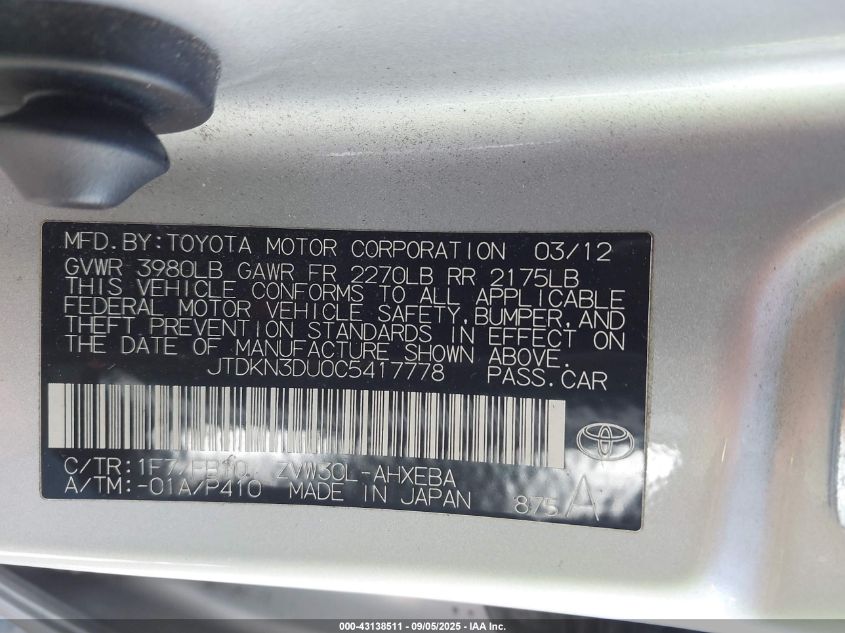 MFD. BY: TOYOTA MOTOR CORPORATION 03/12
GVWR 3980LB GAWR FR 2270LB RR 2175LB
THIS VEHICLE CONFORMS TO ALL APPLICABLE
FEDERAL MOTOR VEHICLE SAFETY, BUMPER, AND
THEFT PREVENTION STANDARDS IN EFFECT ON
THE DATE OF MANUFACTURE SHOWN ABOVE.
JTDKN3DU0C5417778 PASS. CAR
C/TR: 1F7/FB10 ZVW30L-AHXEBA
A/TM: -01A/P410 MADE IN JAPAN 875 A
000-43138511 - 09/05/2025 - IAA Inc.